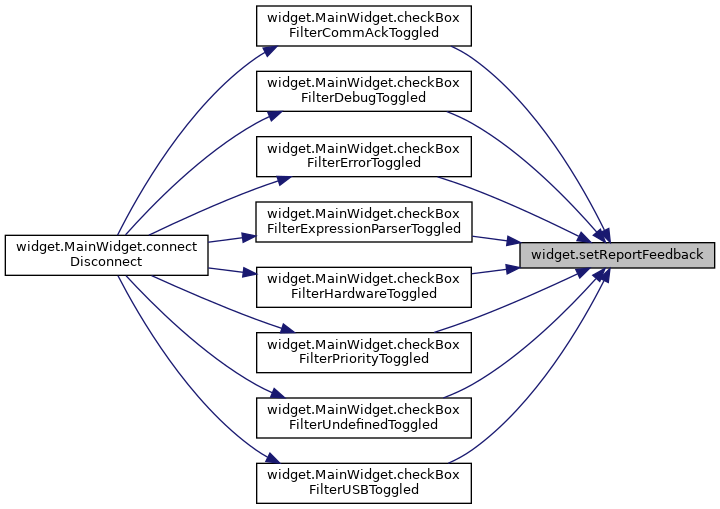 widget.MainWidget.checkBox
FilterCommAckToggled
widget.MainWidget.checkBox
FilterDebugToggled
widget.MainWidget.checkBox
FilterErrorToggled
widget.MainWidget.checkBox
FilterExpressionParserToggled
widget.MainWidget.connect
Disconnect
widget.setReportFeedback
widget.MainWidget.checkBox
FilterHardwareToggled
widget.MainWidget.checkBox
FilterPriorityToggled
widget.MainWidget.checkBox
FilterUndefinedToggled
widget.MainWidget.checkBox
FilterUSBToggled